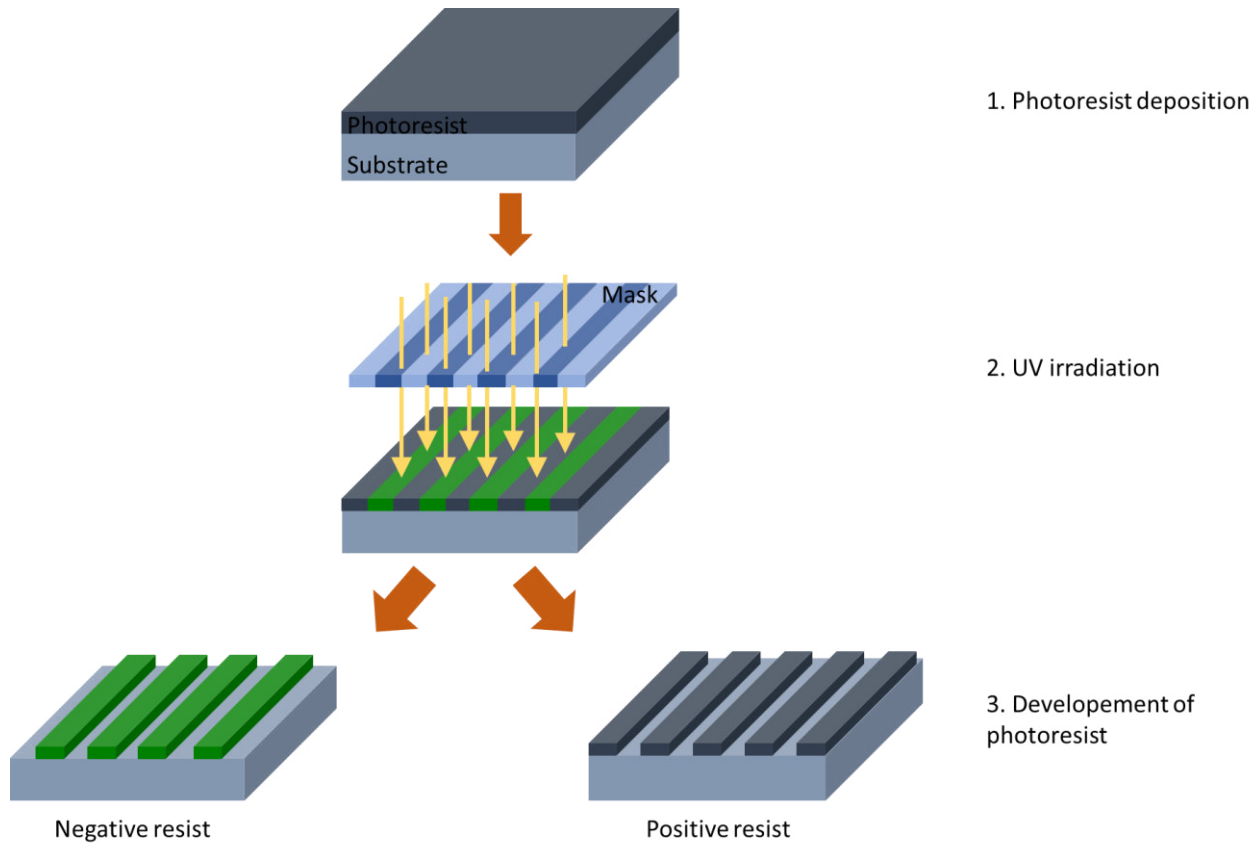 1. Photoresist deposition
Photoresist
Substrate
Mask
2. UV irradiation
3. Developement of
photoresist
Negative resist
Positive resist